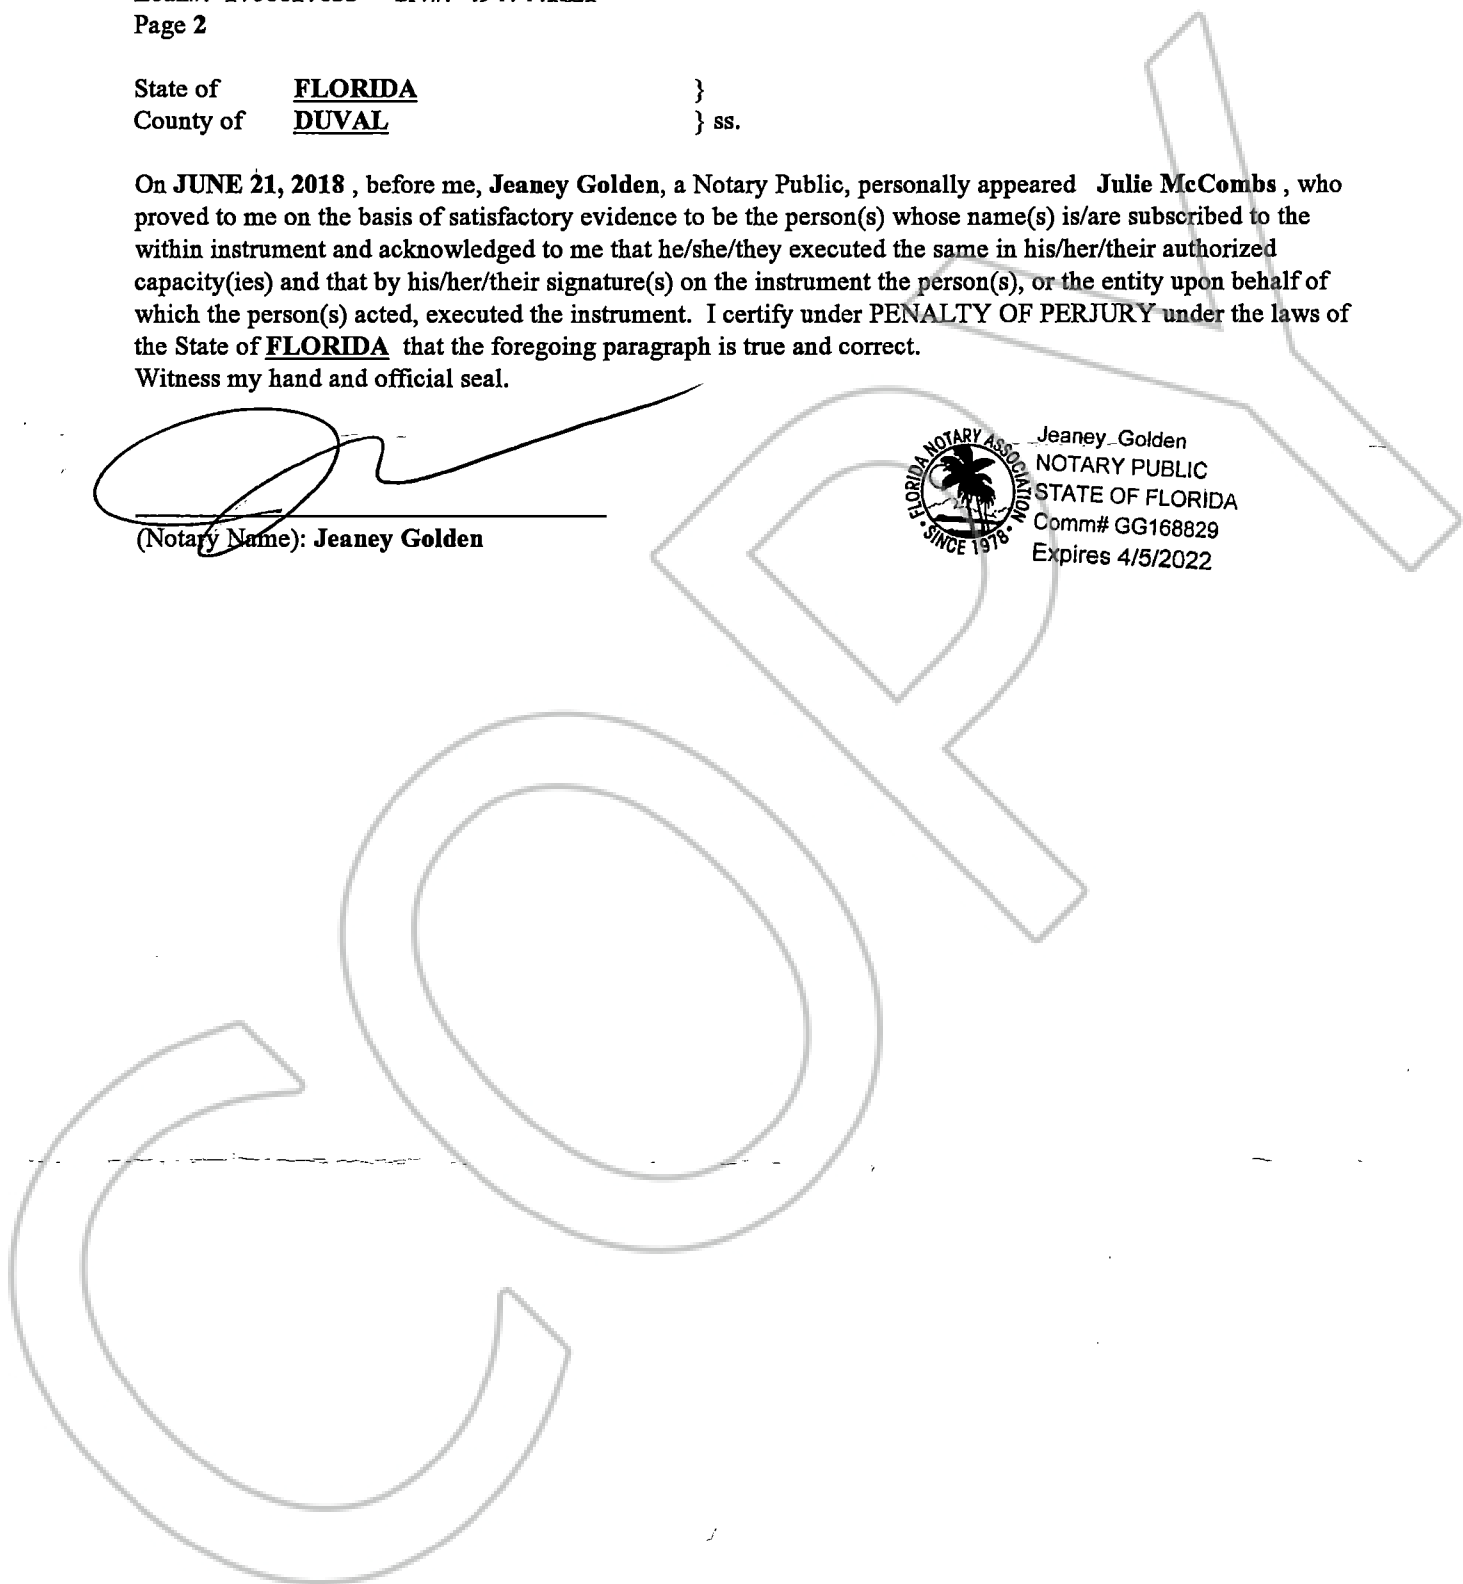 Page 2
State of FLORIDA }
County of DUVAL } ss.
On JUNE 21, 2018 , before me, Jeaney Golden, a Notary Public, personally appeared Julie McCombs , who
proved to me on the basis of satisfactory evidence to be the person(s) whose name(s) is/are subscribed to the
within instrument and acknowledged to me that he/she/they executed the same in his/her/their authorized
capacity(ies) and that by his/her/their signature(s) on the instrument the person(s), or the entity upon behalf of
which the person(s) acted, executed the instrument. I certify under PENALTY OF PERJURY under the laws of
the State of FLORIDA that the foregoing paragraph is true and correct.
Witness my hand and official seal.
(Notary Name): Jeaney Golden
FLORIDA NOTARY ASSOCIATION
• SINCE 1978 •
Jeaney Golden
NOTARY PUBLIC
STATE OF FLORIDA
Comm# GG168829
Expires 4/5/2022
COPY